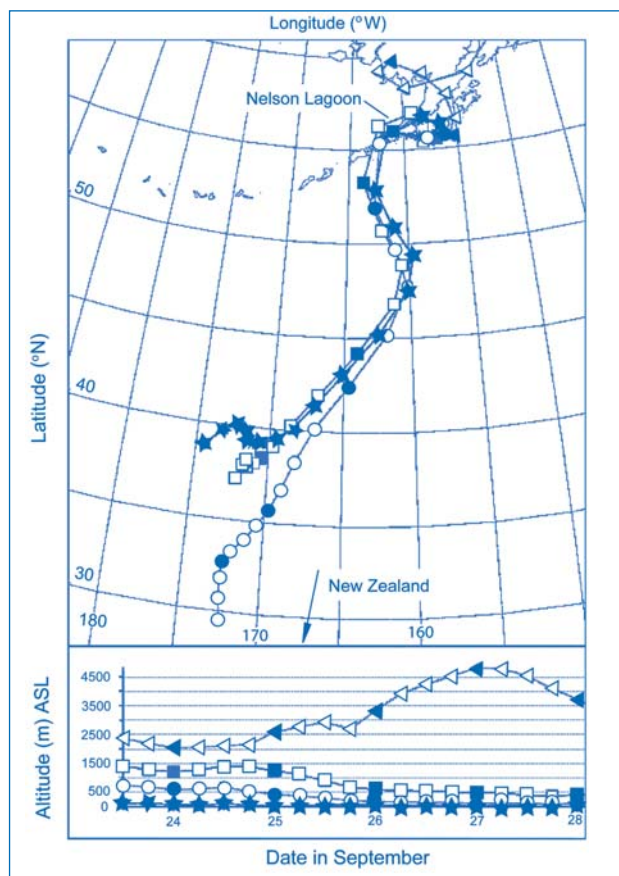 Longitude (°W)
Nelson Lagoon
50
Latitude (°N)
40
30
New Zealand
180
170
160
4500
3500
2500
1500
500
0
Altitude (m) ASL
24
25
26
27
28
Date in September